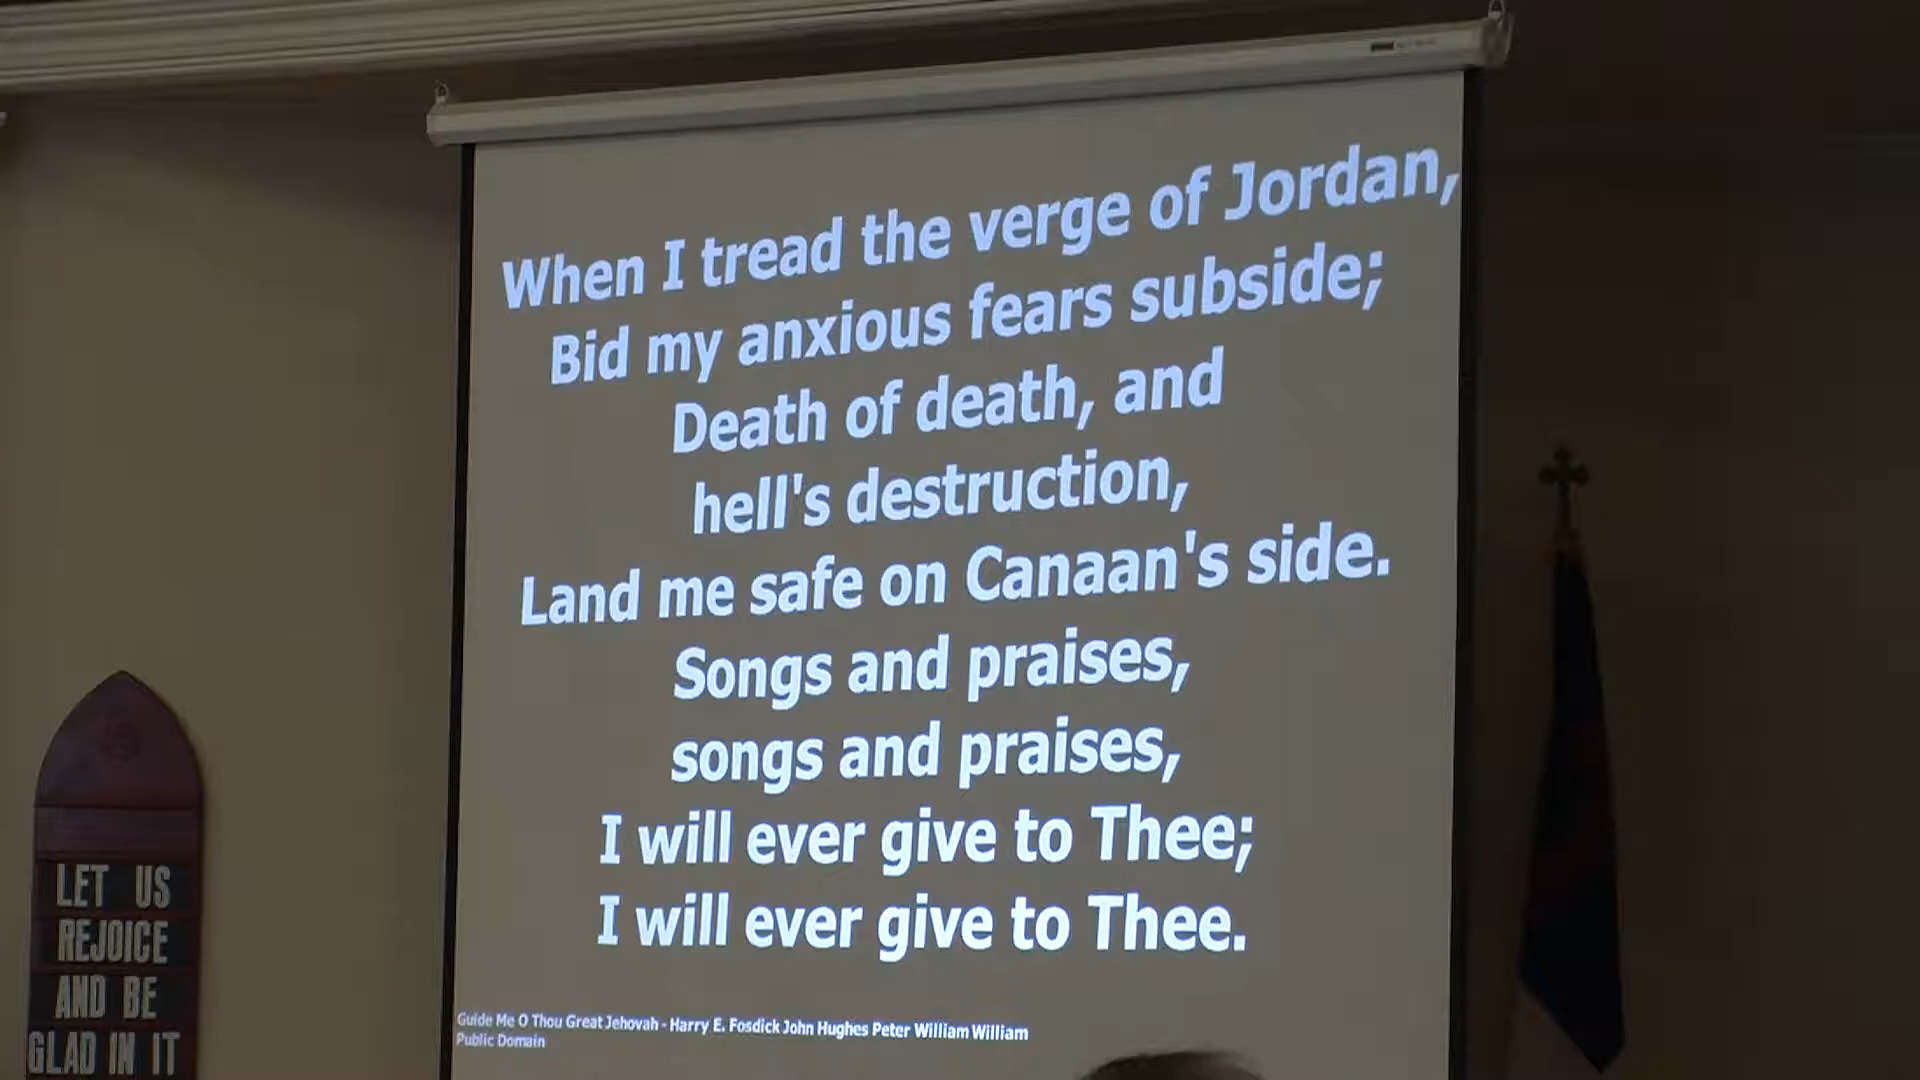 When I tread the verge of Jordan,
Bid my anxious fears subside;
Death of death, and
hell's destruction,
Land me safe on Canaan's side.
Songs and praises,
songs and praises,
I will ever give to Thee;
I will ever give to Thee.
Guide Me O Thou Great Jehovah - Harry E. Fosdick John Hughes Peter William William
Public Domain
LET US
REJOICE
AND BE
GLAD IN IT